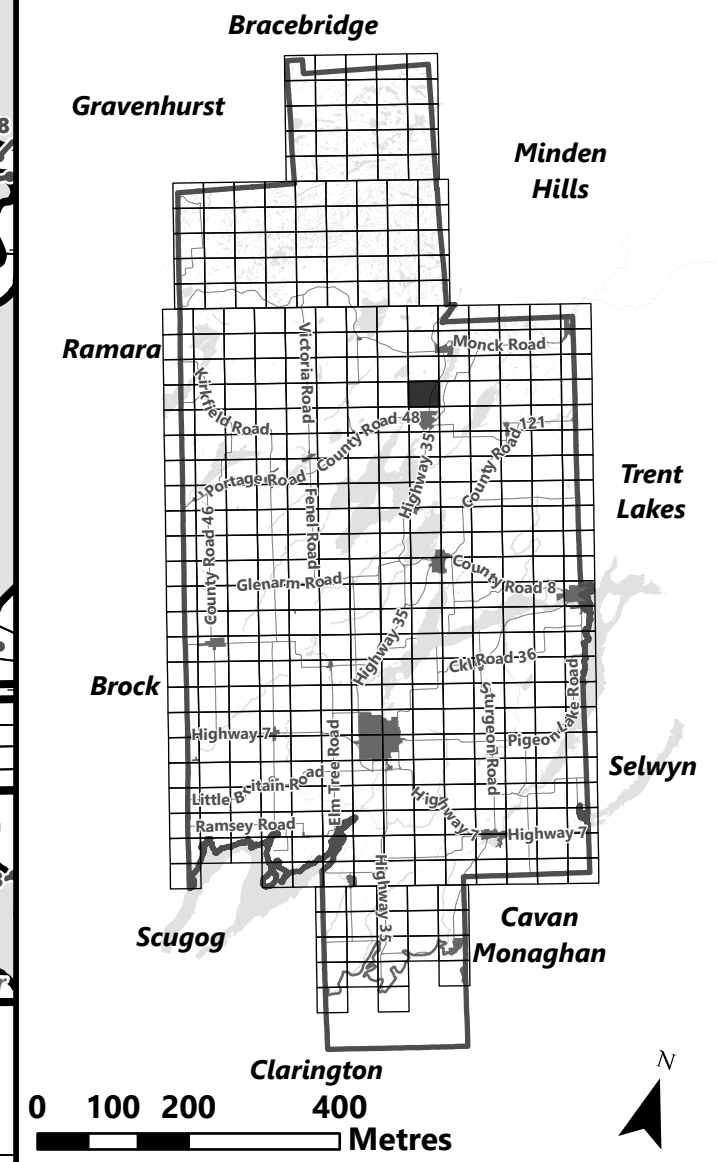 Bracebridge
Gravenhurst
8
Minden
Hills
Ramara
Victoria Road
Monck Road
Kirkfield Road
County Road 48
121
County Road
Highway 35
Portage Road
Trent
Lakes
Fenel Road
County Road 46
Glenarm Road
County Road 8
Highway 35
Ckl Road 36
Brock
Sturgeon Road
Pigeon Lake Road
Highway 7
Elm Tree Road
Selwyn
Little Britain Road
Ramsey Road
Highway 7
Highway 7
Highway 35
Scugog
Cavan
Monaghan
Clarington
N
0 100 200 400
Metres